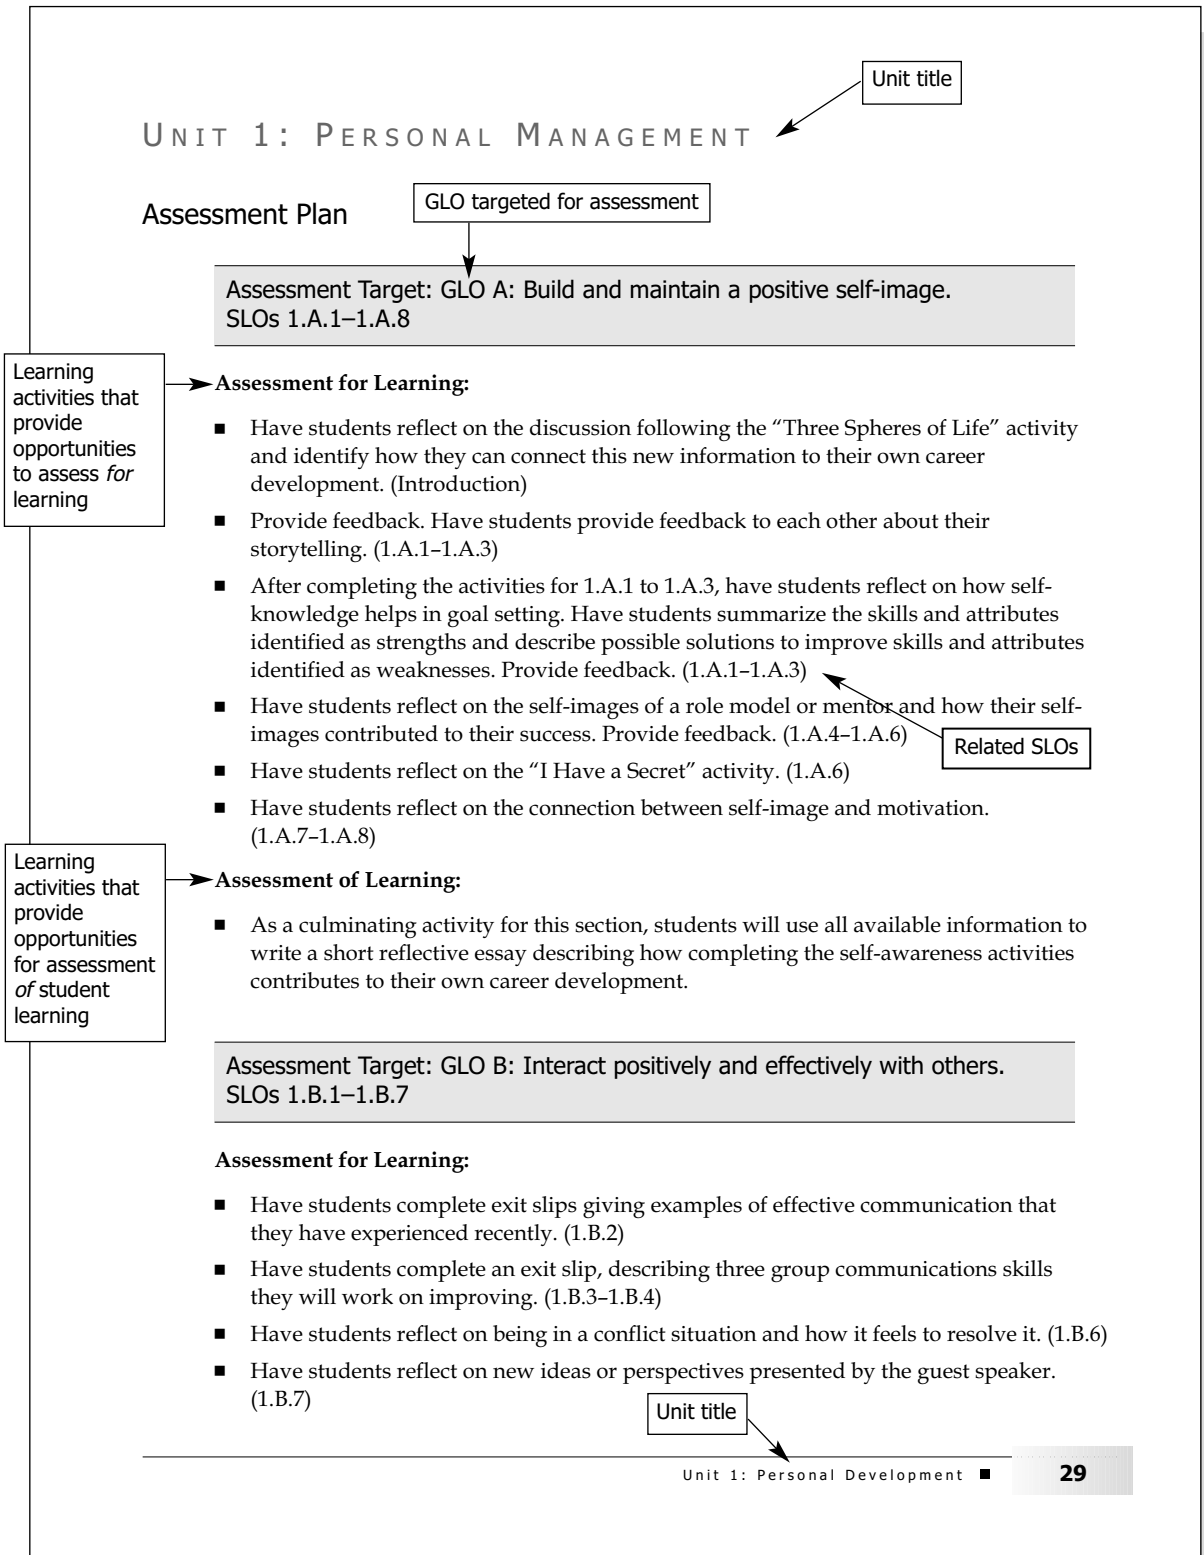 Unit title
UNIT 1: PERSONAL MANAGEMENT
GLO targeted for assessment
Assessment Plan
Assessment Target: GLO A: Build and maintain a positive self-image.
SLOs 1.A.1–1.A.8
Learning
activities that
provide
opportunities
to assess for
learning
Assessment for Learning:
■ Have students reflect on the discussion following the “Three Spheres of Life” activity
and identify how they can connect this new information to their own career
development. (Introduction)
■ Provide feedback. Have students provide feedback to each other about their
storytelling. (1.A.1–1.A.3)
■ After completing the activities for 1.A.1 to 1.A.3, have students reflect on how self-
knowledge helps in goal setting. Have students summarize the skills and attributes
identified as strengths and describe possible solutions to improve skills and attributes
identified as weaknesses. Provide feedback. (1.A.1–1.A.3)
■ Have students reflect on the self-images of a role model or mentor and how their self-
images contributed to their success. Provide feedback. (1.A.4–1.A.6)
Related SLOs
■ Have students reflect on the “I Have a Secret” activity. (1.A.6)
■ Have students reflect on the connection between self-image and motivation.
(1.A.7–1.A.8)
Learning
activities that
provide
opportunities
for assessment
of student
learning
Assessment of Learning:
■ As a culminating activity for this section, students will use all available information to
write a short reflective essay describing how completing the self-awareness activities
contributes to their own career development.
Assessment Target: GLO B: Interact positively and effectively with others.
SLOs 1.B.1–1.B.7
Assessment for Learning:
■ Have students complete exit slips giving examples of effective communication that
they have experienced recently. (1.B.2)
■ Have students complete an exit slip, describing three group communications skills
they will work on improving. (1.B.3–1.B.4)
■ Have students reflect on being in a conflict situation and how it feels to resolve it. (1.B.6)
■ Have students reflect on new ideas or perspectives presented by the guest speaker.
(1.B.7)
Unit title
Unit 1: Personal Development ■ 29